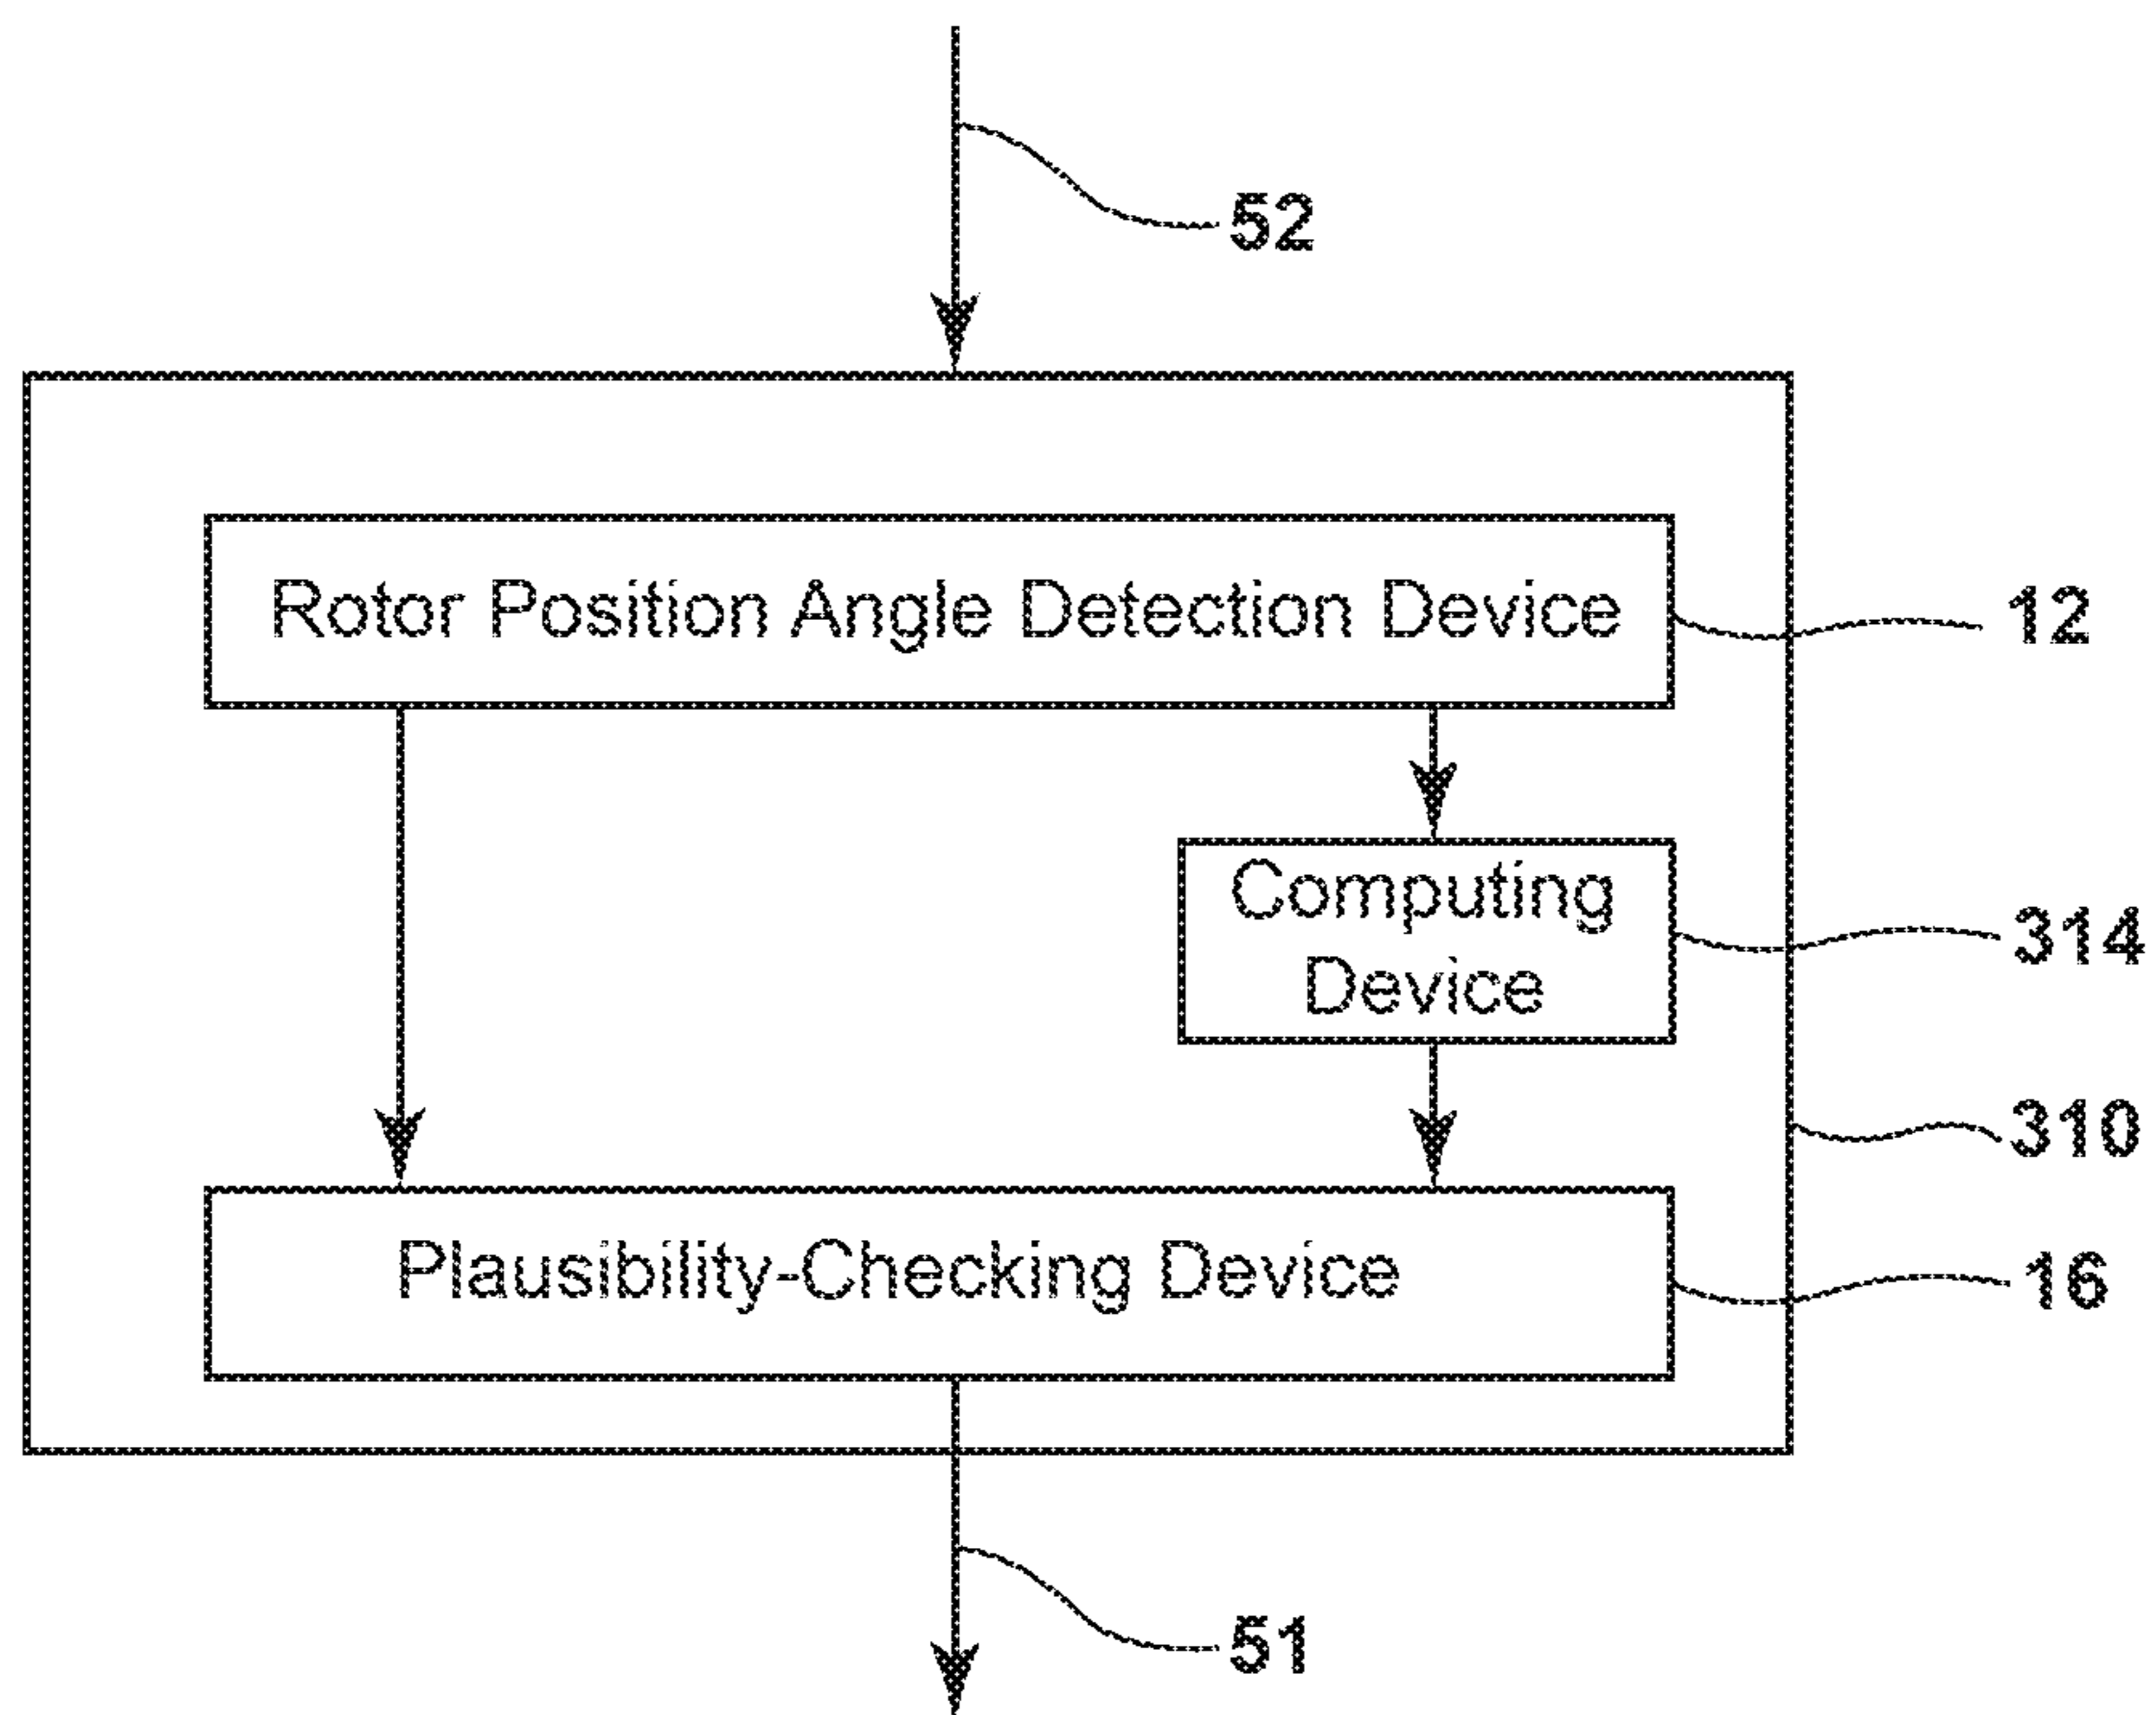 52
Rotor Position Angle Detection Device
12
Computing
Device
314
310
Plausibility-Checking Device
16
51